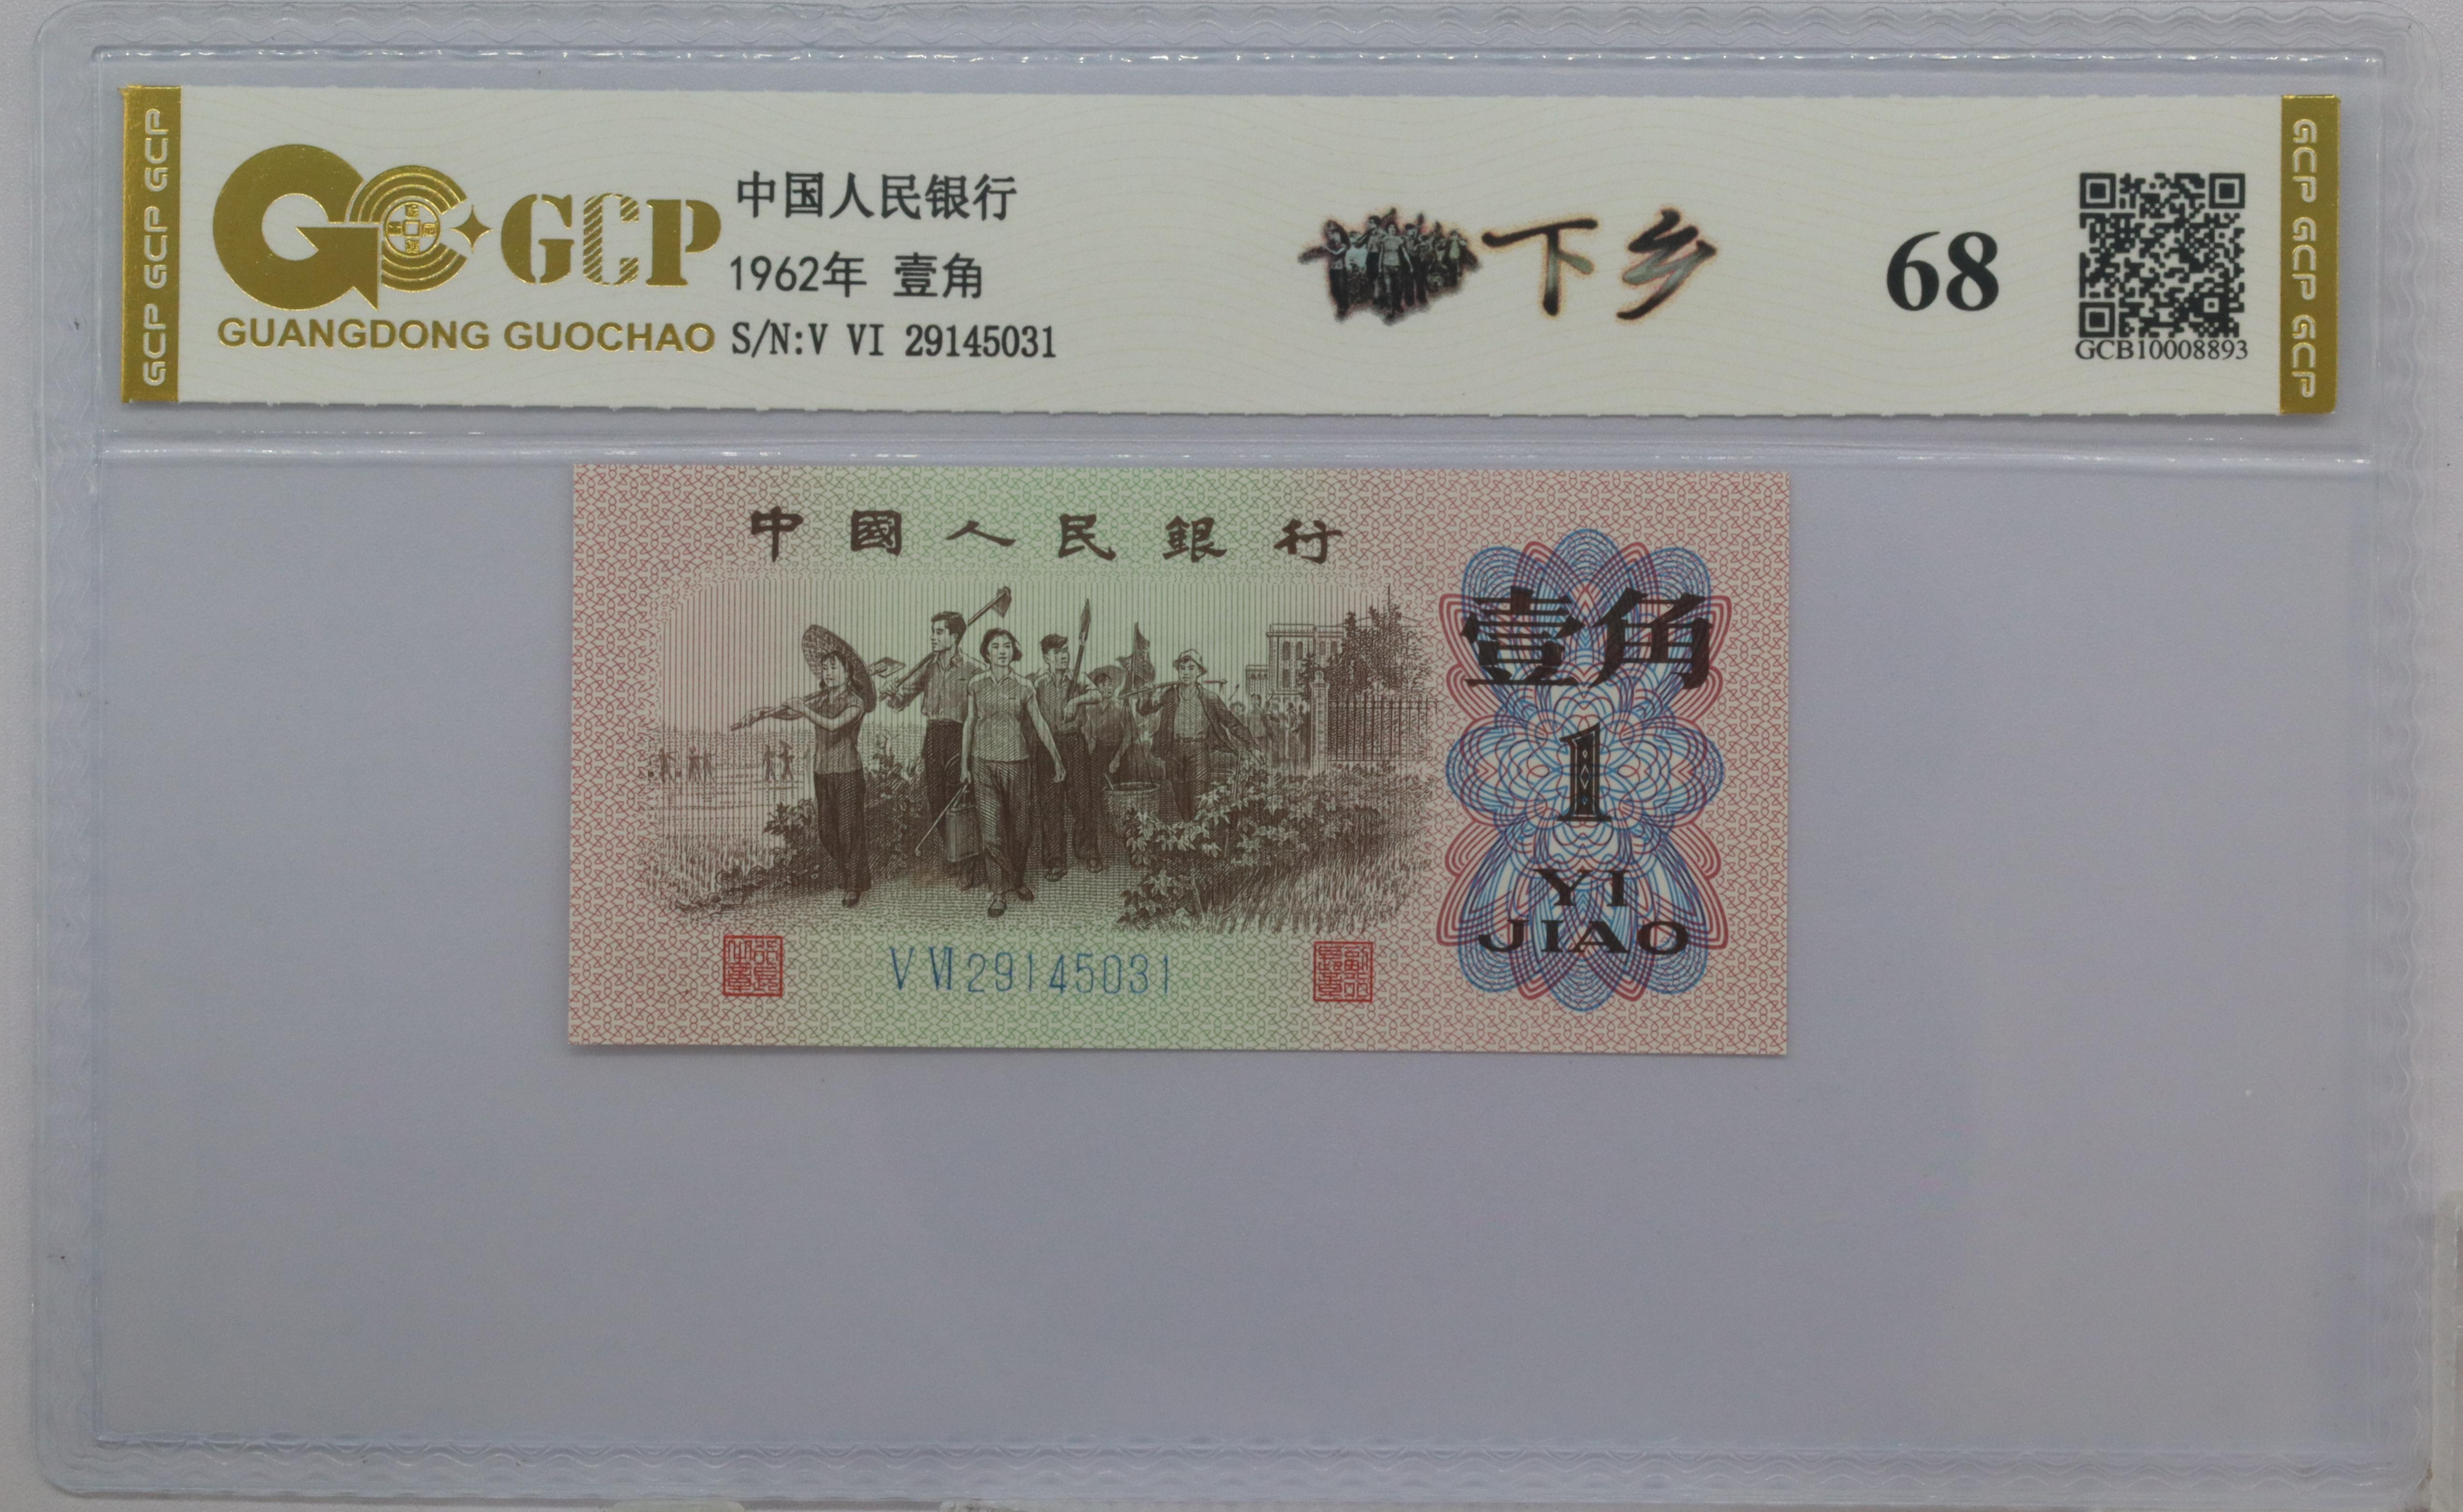 GCP GCP GCP
GCP
GUANGDONG GUOCHAO
中国人民银行
1962年 壹角
S/N:V VI 29145031
下乡
68
GCB10008893
GCP GCP GCP
中國人民銀行
壹角
1
YI
JIAO
V VI 29145031